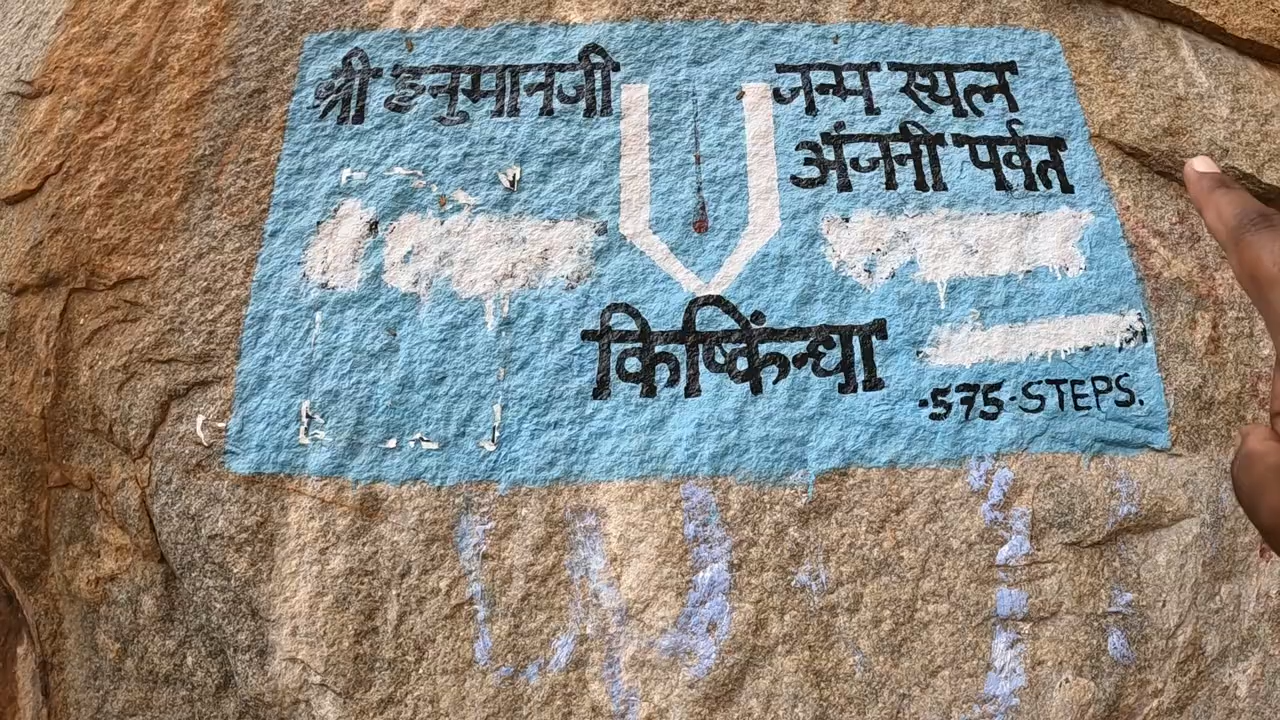 श्री हनुमानजी
जन्म स्थल
अंजनी पर्वत
किष्किंन्धा
-575-STEPS.